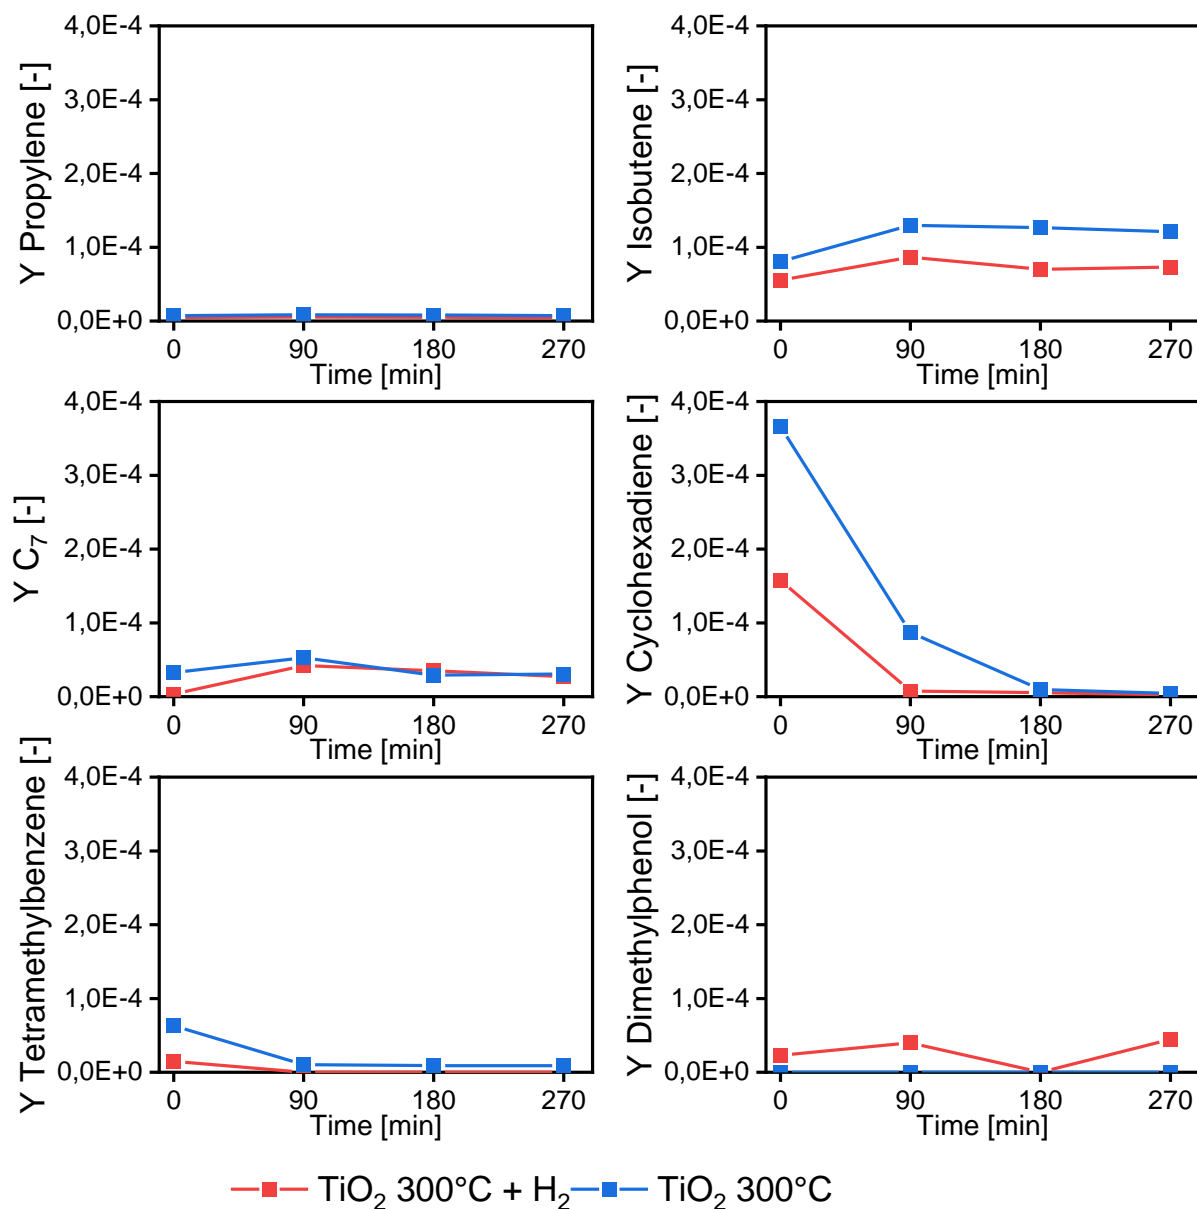 Y Propylene [-]
4,0E-4
3,0E-4
2,0E-4
1,0E-4
0,0E+0
0 90 180 270
Time [min]
Y Isobutene [-]
4,0E-4
3,0E-4
2,0E-4
1,0E-4
0,0E+0
0 90 180 270
Time [min]
Y C₇ [-]
4,0E-4
3,0E-4
2,0E-4
1,0E-4
0,0E+0
0 90 180 270
Time [min]
Y Cyclohexadiene [-]
4,0E-4
3,0E-4
2,0E-4
1,0E-4
0,0E+0
0 90 180 270
Time [min]
Y Tetramethylbenzene [-]
4,0E-4
3,0E-4
2,0E-4
1,0E-4
0,0E+0
0 90 180 270
Time [min]
Y Dimethylphenol [-]
4,0E-4
3,0E-4
2,0E-4
1,0E-4
0,0E+0
0 90 180 270
Time [min]
TiO₂ 300°C + H₂ TiO₂ 300°C